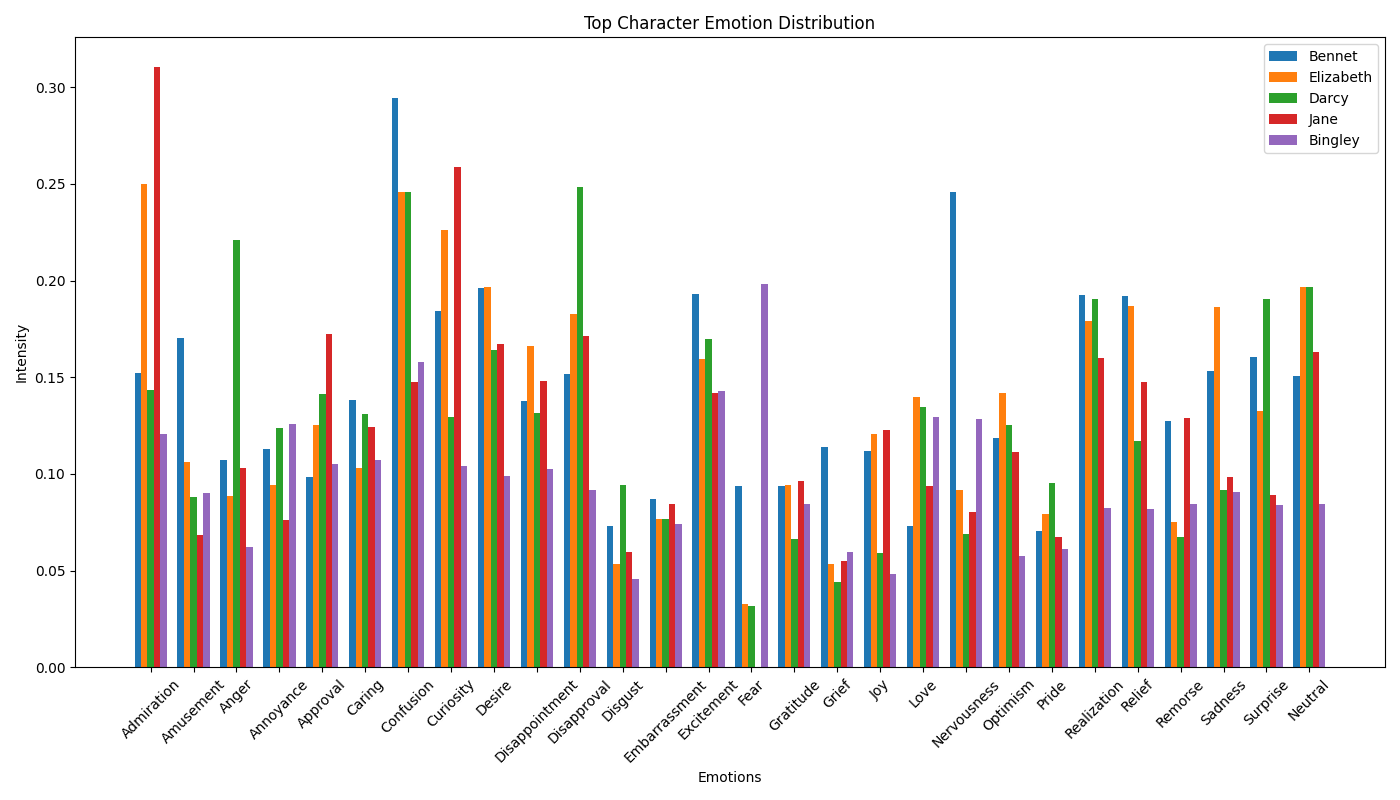 Top Character Emotion Distribution
Bennet
Elizabeth
Darcy
Jane
Bingley
Intensity
0.30
0.25
0.20
0.15
0.10
0.05
0.00
Admiration
Amusement
Anger
Annoyance
Approval
Caring
Confusion
Curiosity
Desire
Disappointment
Disapproval
Disgust
Embarrassment
Excitement
Fear
Gratitude
Grief
Joy
Love
Nervousness
Optimism
Pride
Realization
Relief
Remorse
Sadness
Surprise
Neutral
Emotions